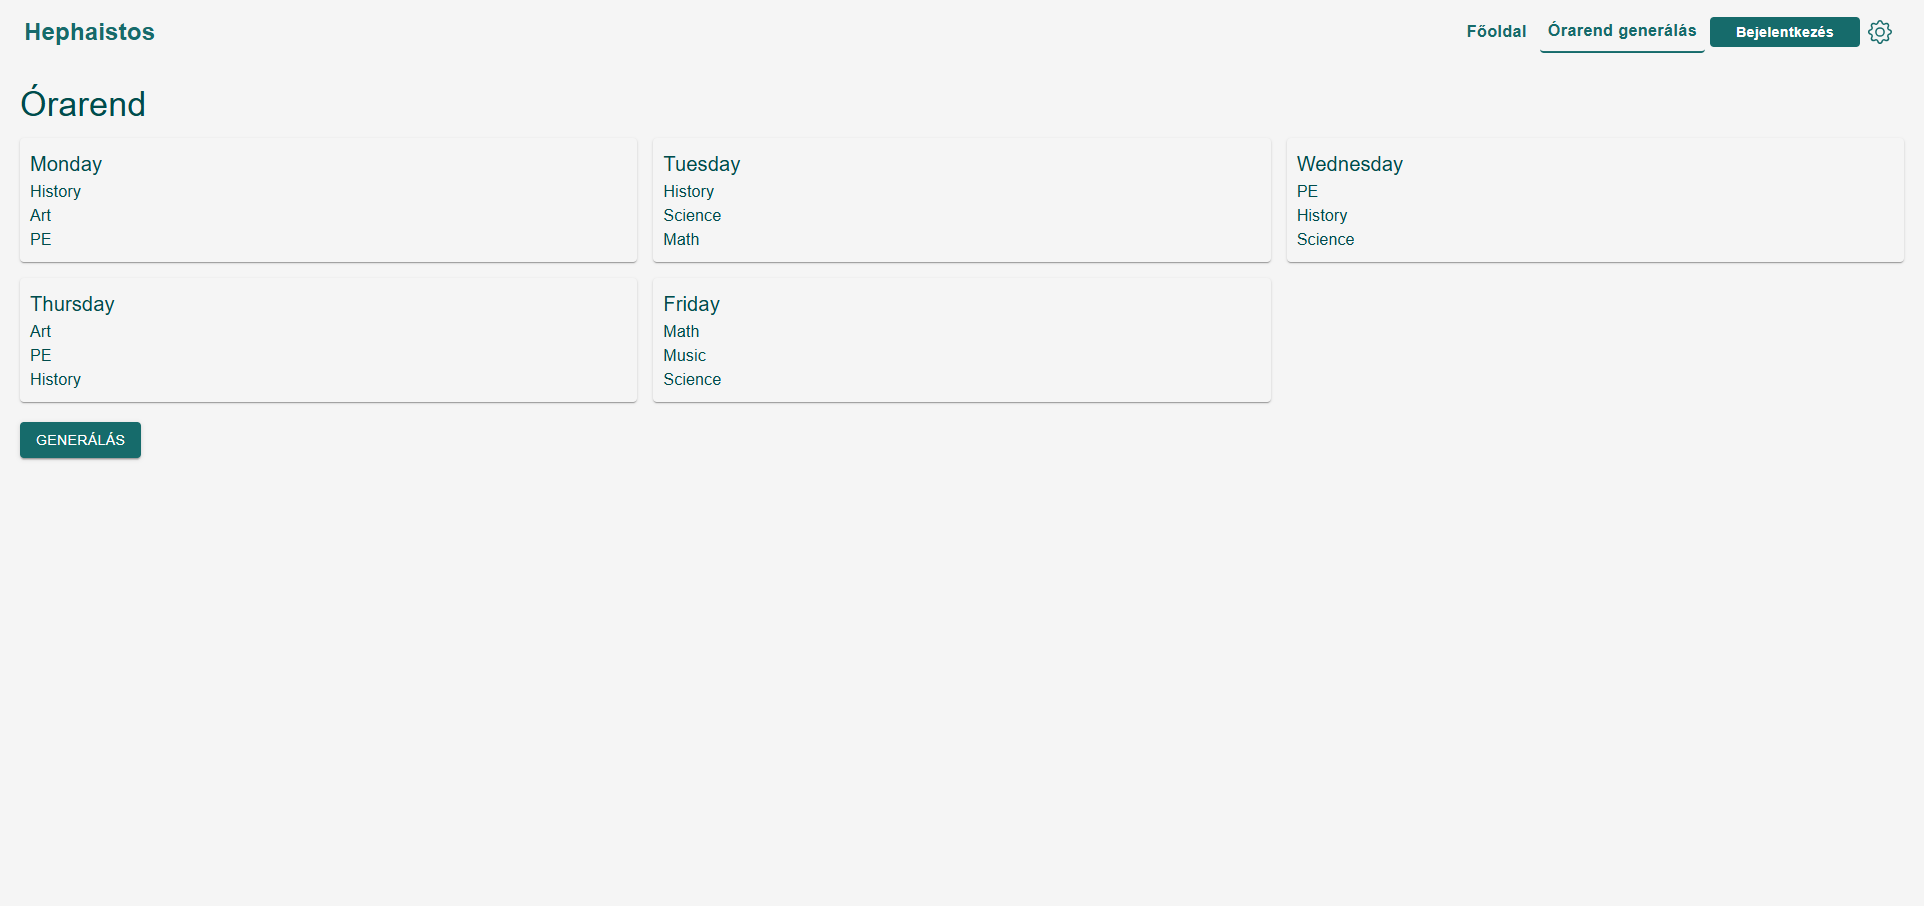 Hephaistos
Főoldal
Órarend generálás
Bejelentkezés
Órarend
Monday
History
Art
PE
Tuesday
History
Science
Math
Wednesday
PE
History
Science
Thursday
Art
PE
History
Friday
Math
Music
Science
GENERÁLÁS